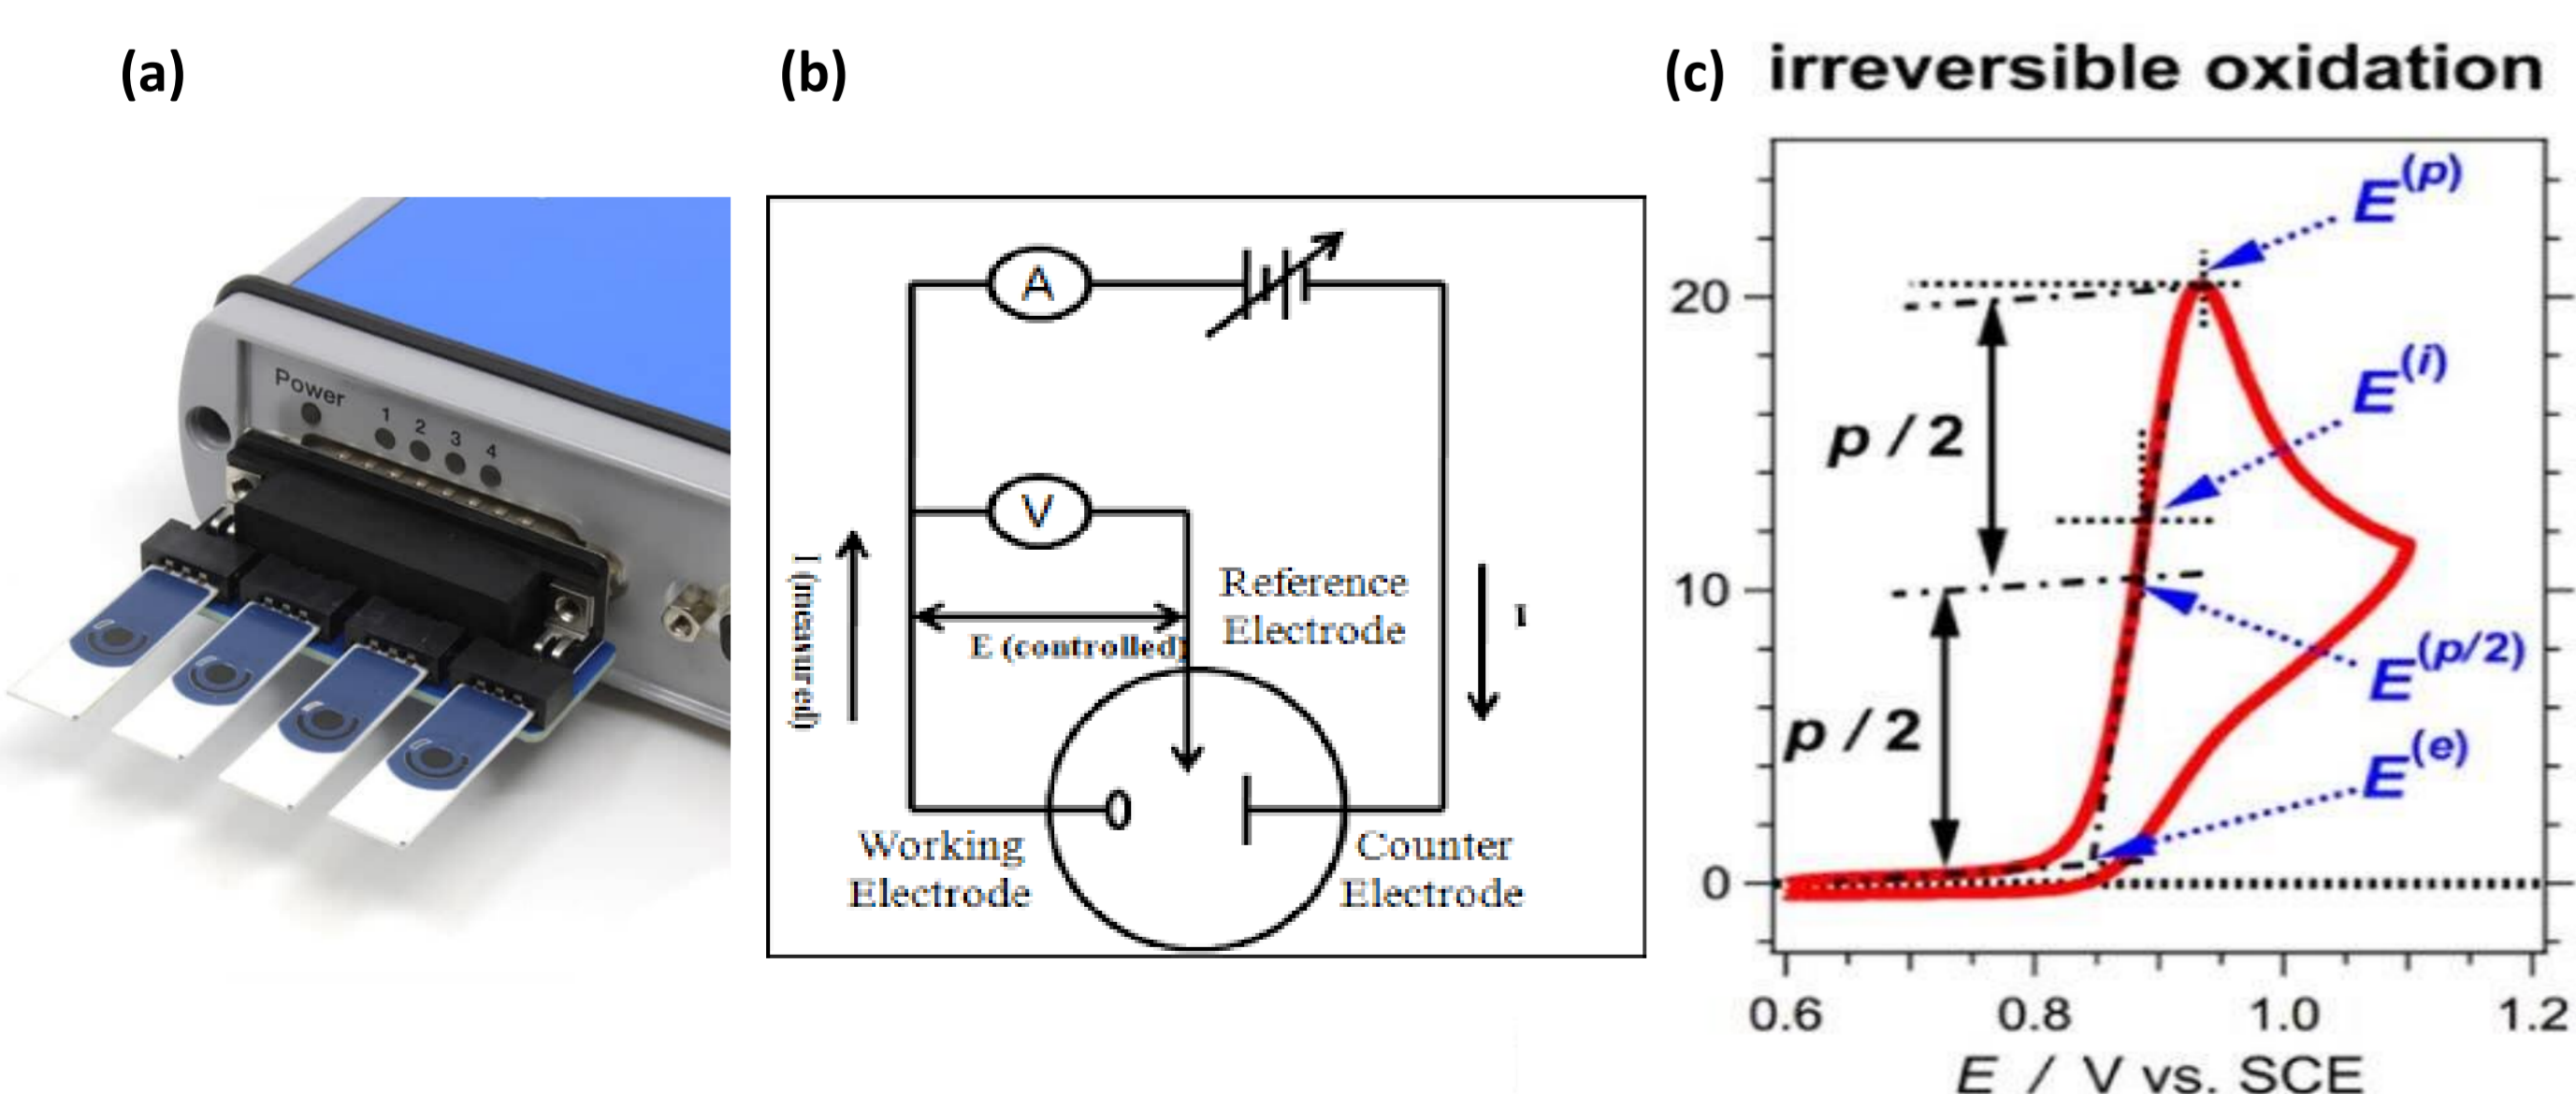 (a)
Power
1
2
3
4
(b)
A
V
I (measured)
E (controlled)
Reference
Electrode
I
Working
Electrode
Counter
Electrode
(c) irreversible oxidation
E(p)
20
E(i)
p / 2
10
E(p/2)
p / 2
E(e)
0
0.6 0.8 1.0 1.2
E / V vs. SCE